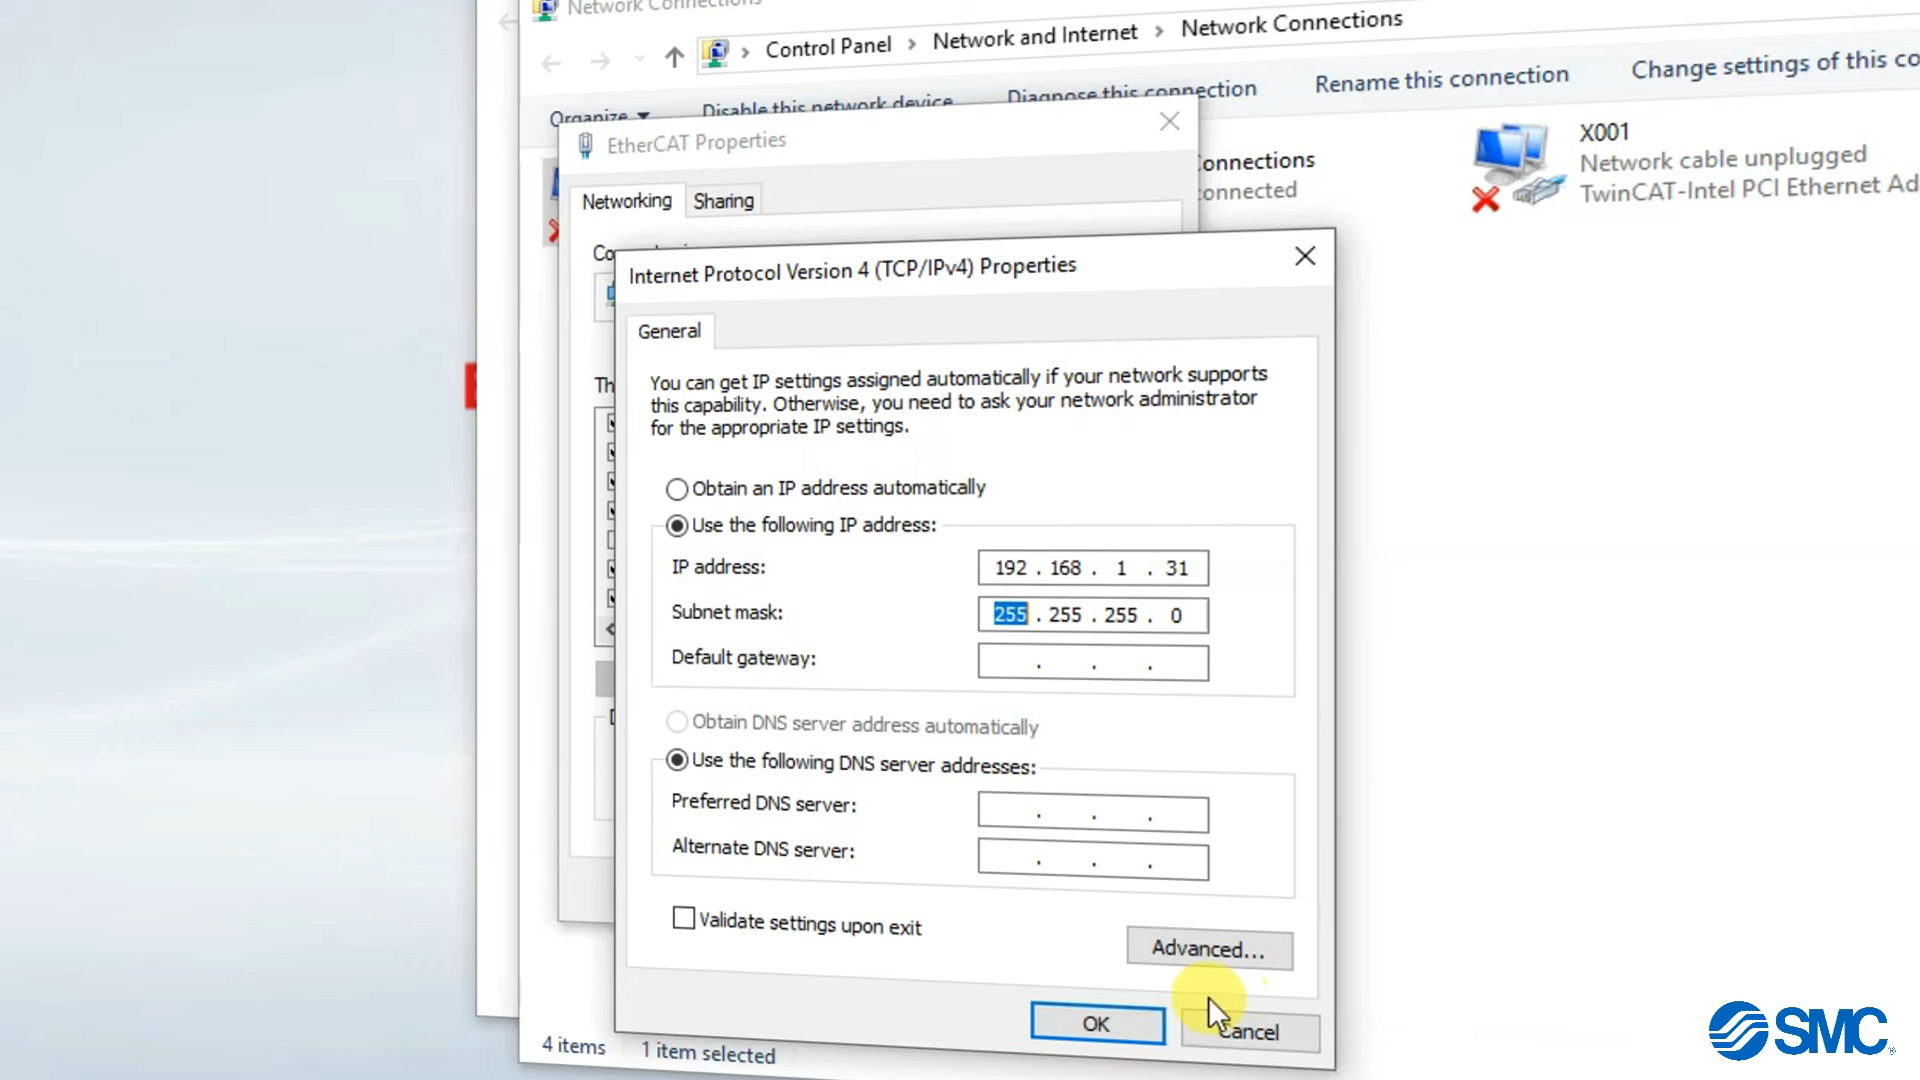 Network Connections
Control Panel > Network and Internet > Network Connections
Organize Disable this network device Diagnose this connection Rename this connection Change settings of this co
EtherCAT Properties
Networking Sharing
onnections
onnected
X001
Network cable unplugged
TwinCAT-Intel PCI Ethernet Ad
Co
Th
Internet Protocol Version 4 (TCP/IPv4) Properties
General
You can get IP settings assigned automatically if your network supports
this capability. Otherwise, you need to ask your network administrator
for the appropriate IP settings.
Obtain an IP address automatically
Use the following IP address:
IP address: 192 . 168 . 1 . 31
Subnet mask: 255 . 255 . 255 . 0
Default gateway: . . .
Obtain DNS server address automatically
Use the following DNS server addresses:
Preferred DNS server: . . .
Alternate DNS server: . . .
Validate settings upon exit
Advanced...
OK Cancel
4 items 1 item selected
SMC